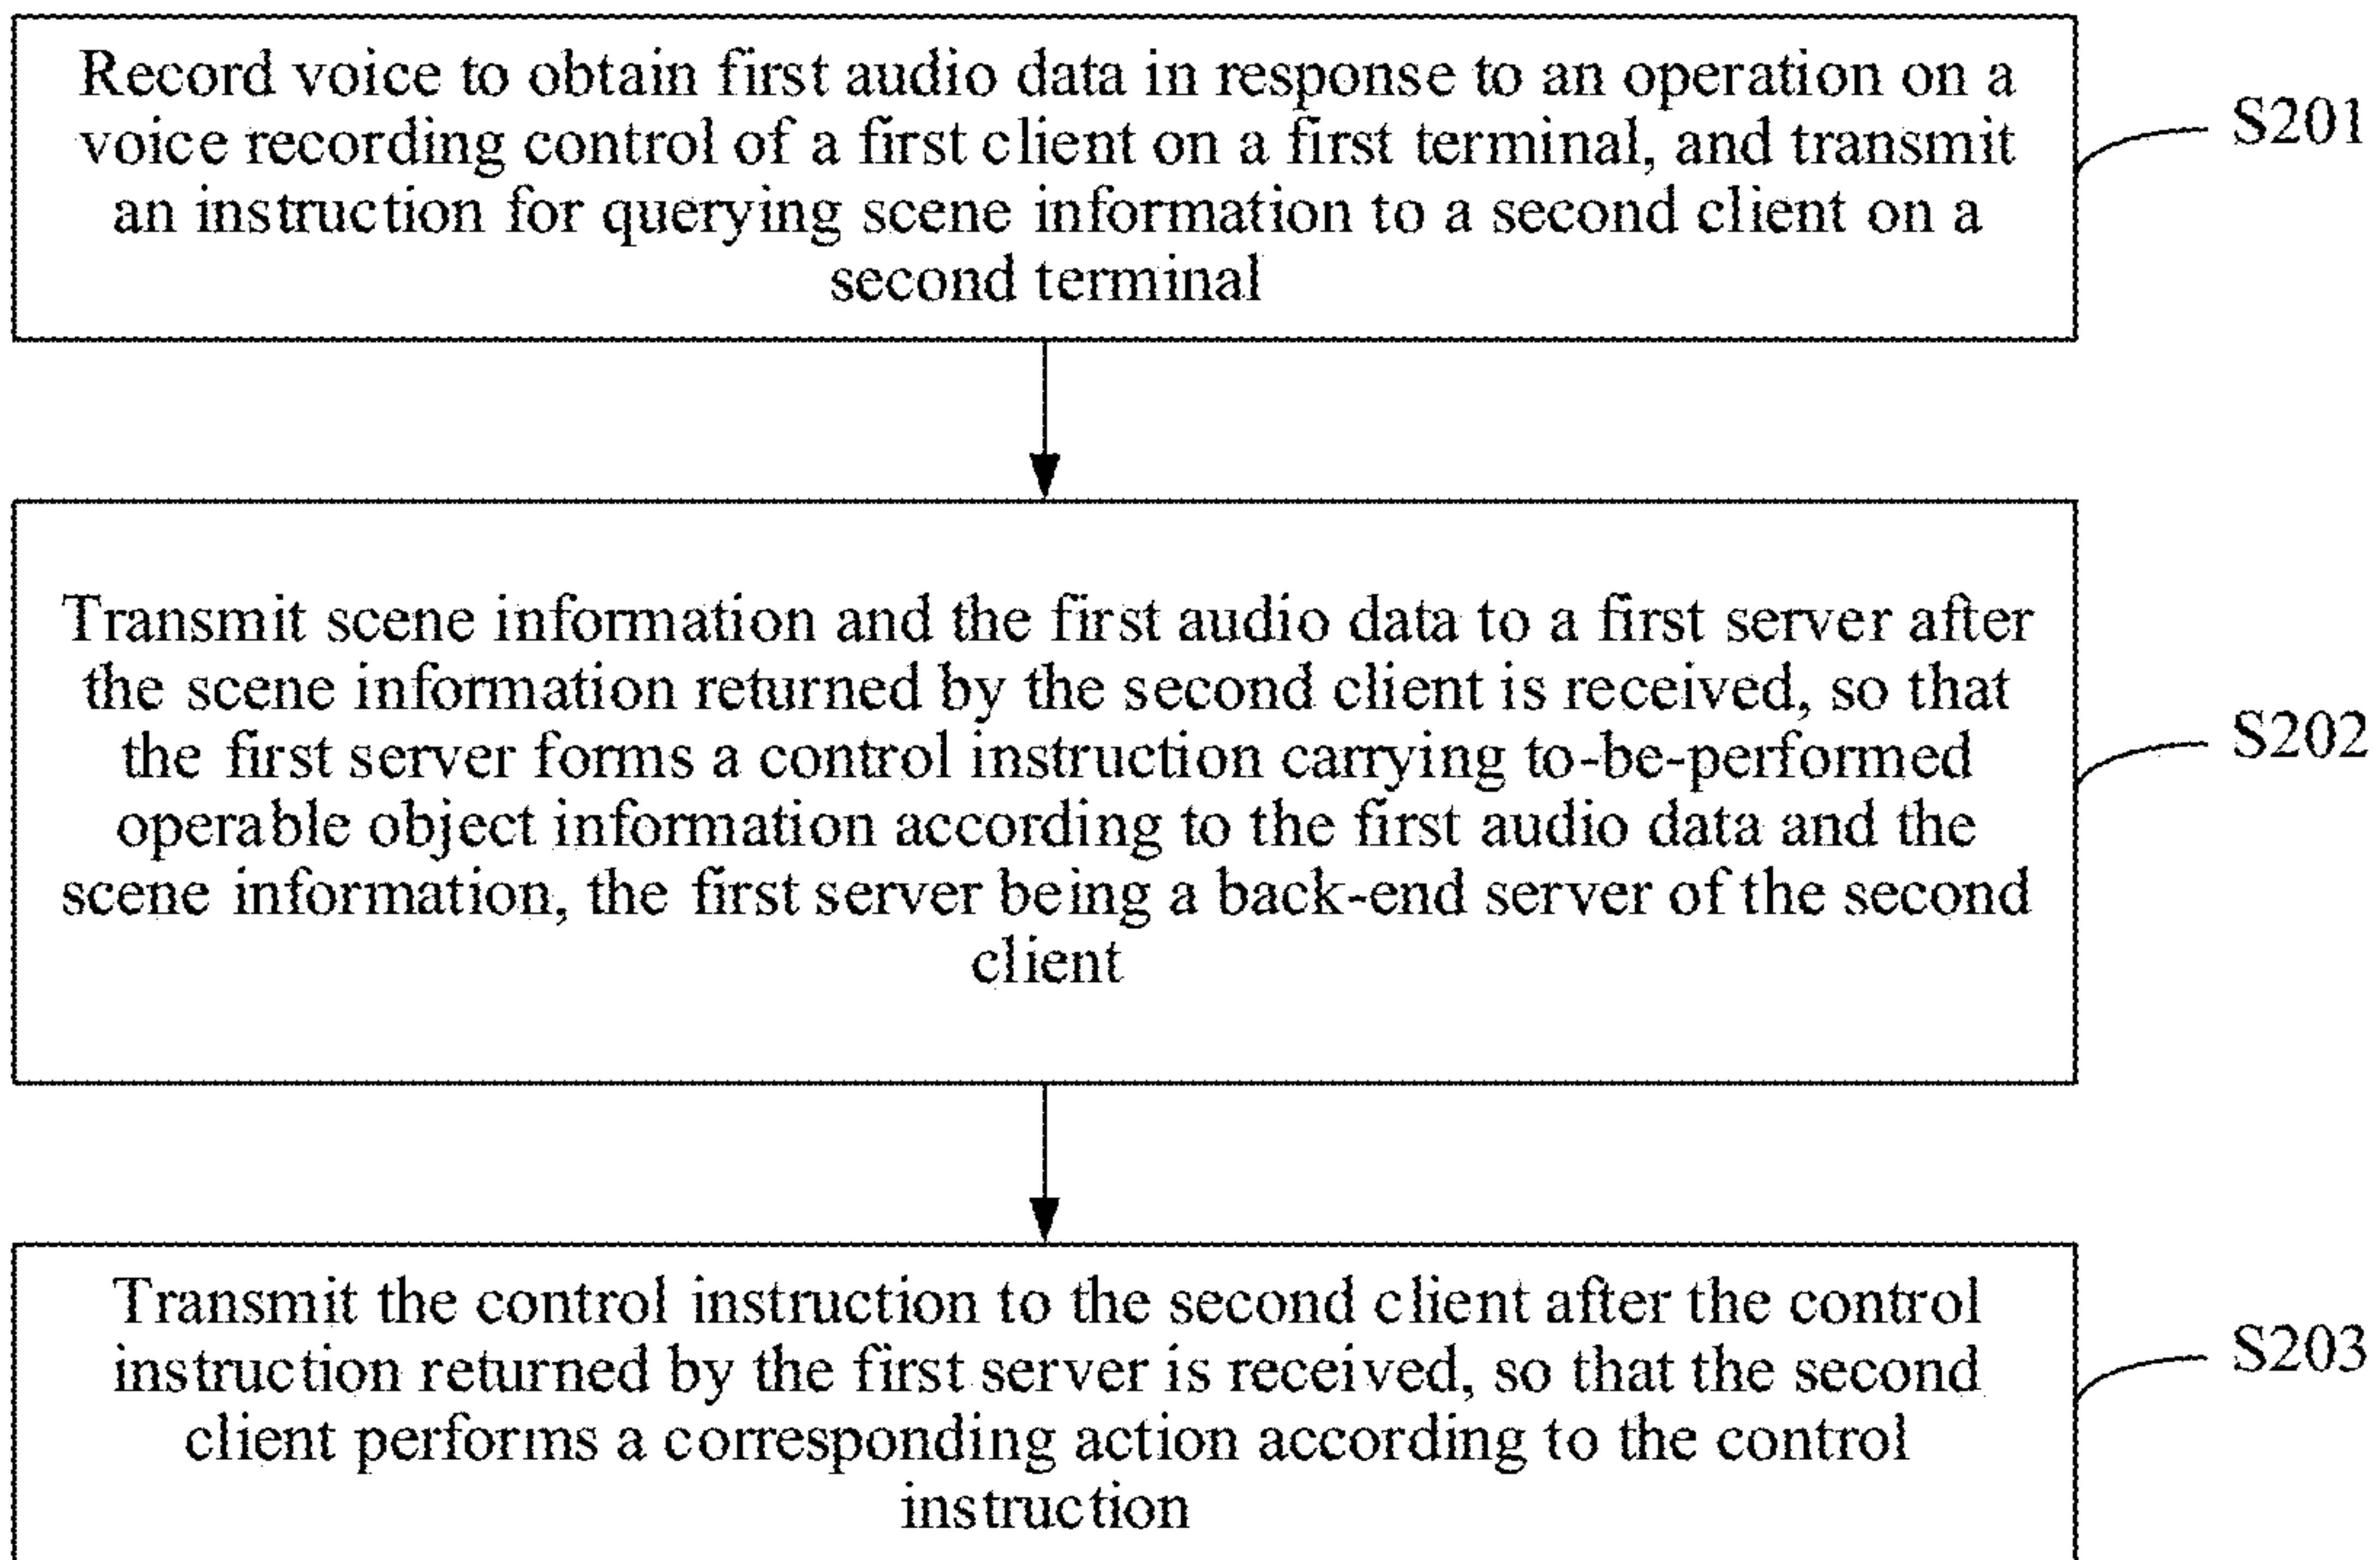 Record voice to obtain first audio data in response to an operation on a
voice recording control of a first client on a first terminal, and transmit
an instruction for querying scene information to a second client on a
second terminal
S201
Transmit scene information and the first audio data to a first server after
the scene information returned by the second client is received, so that
the first server forms a control instruction carrying to-be-performed
operable object information according to the first audio data and the
scene information, the first server being a back-end server of the second
client
S202
Transmit the control instruction to the second client after the control
instruction returned by the first server is received, so that the second
client performs a corresponding action according to the control
instruction
S203